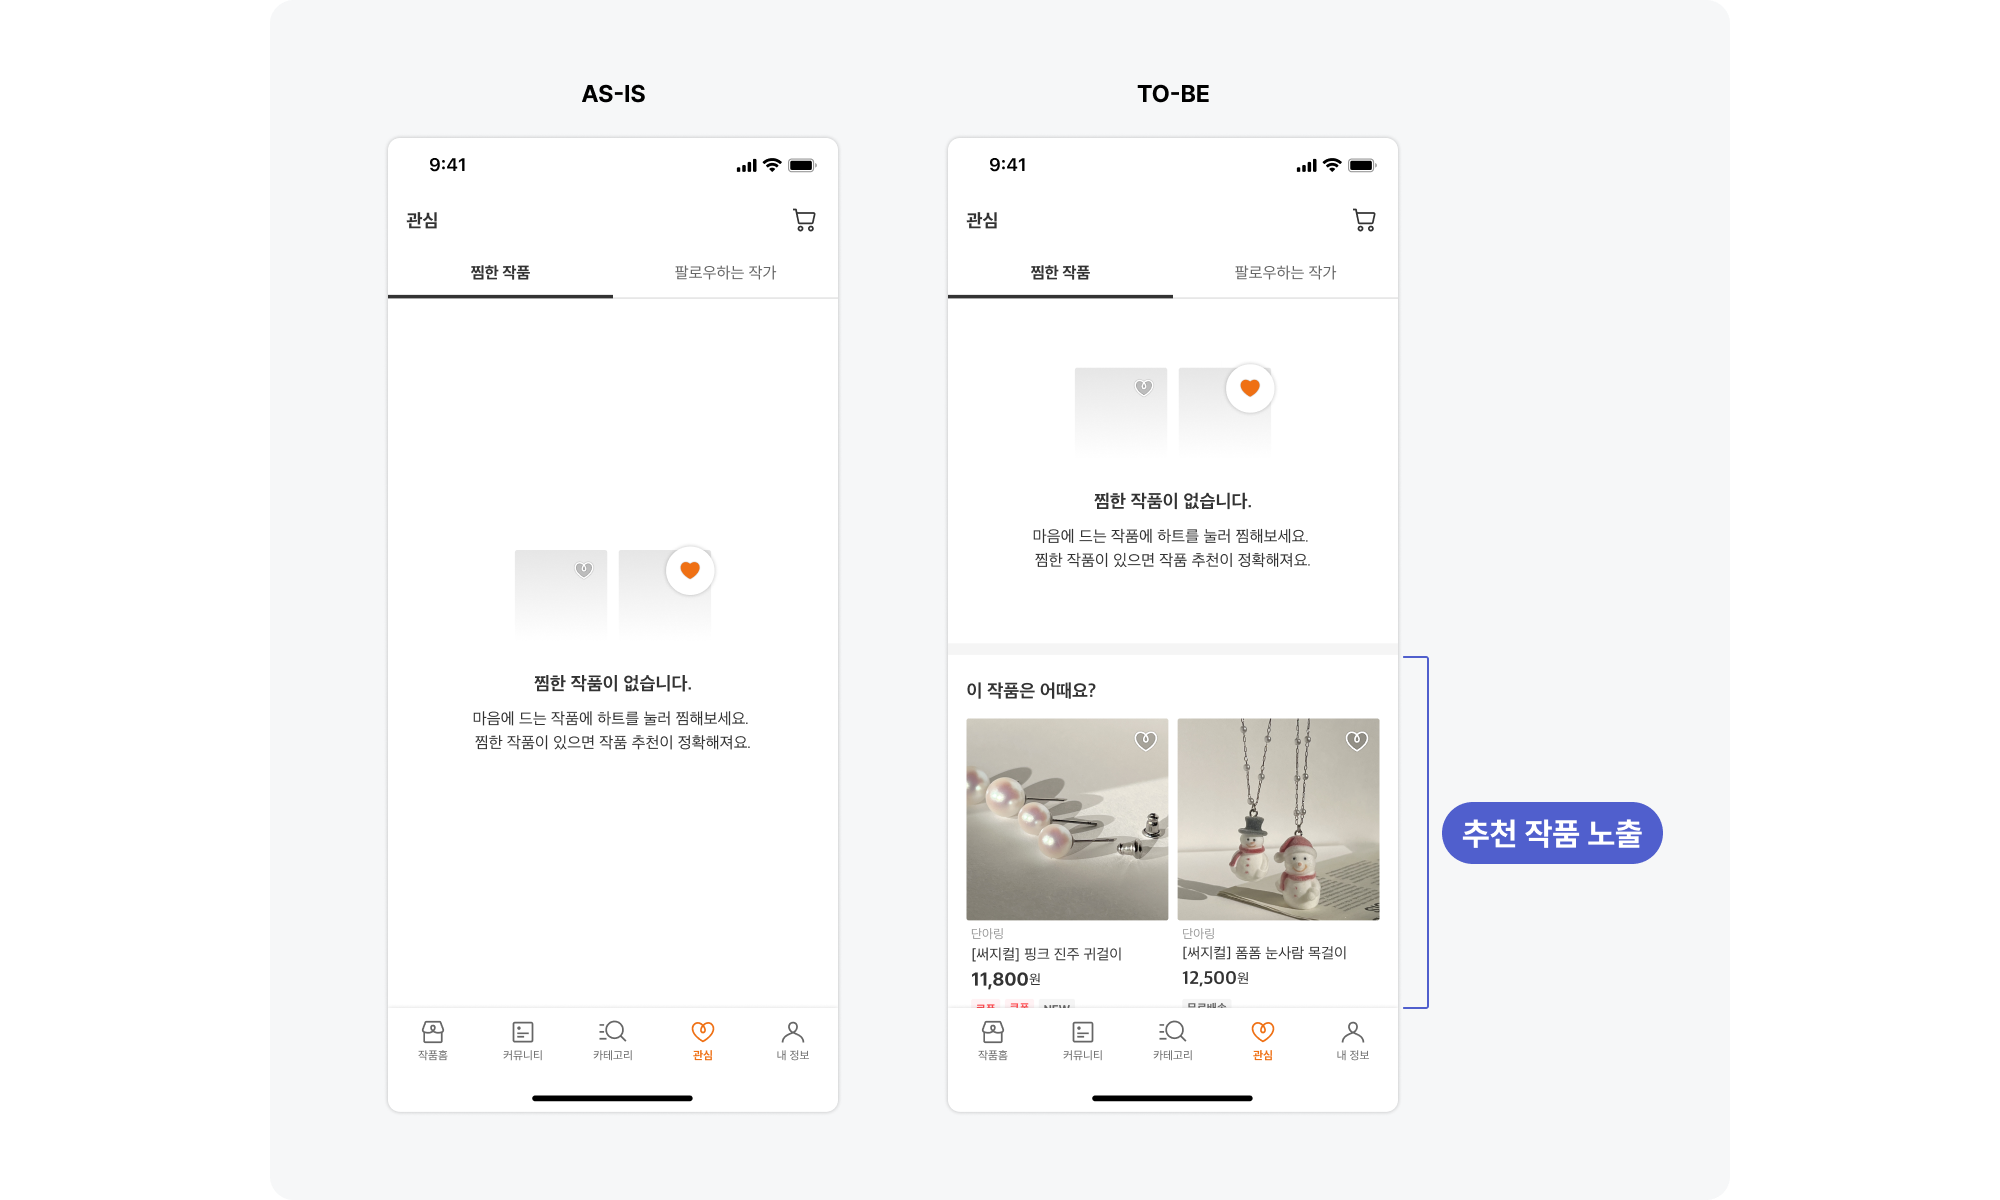 AS-IS
9:41
관심
찜한 작품
팔로우하는 작가
찜한 작품이 없습니다.
마음에 드는 작품에 하트를 눌러 찜해보세요.
찜한 작품이 있으면 작품 추천이 정확해져요.
작품홈
커뮤니티
카테고리
관심
내 정보
TO-BE
9:41
관심
찜한 작품
팔로우하는 작가
찜한 작품이 없습니다.
마음에 드는 작품에 하트를 눌러 찜해보세요.
찜한 작품이 있으면 작품 추천이 정확해져요.
이 작품은 어때요?
단아링
[써지컬] 핑크 진주 귀걸이
11,800원
쿠폰 쿠폰 NEW
단아링
[써지컬] 폼폼 눈사람 목걸이
12,500원
무료배송
작품홈
커뮤니티
카테고리
관심
내 정보
추천 작품 노출